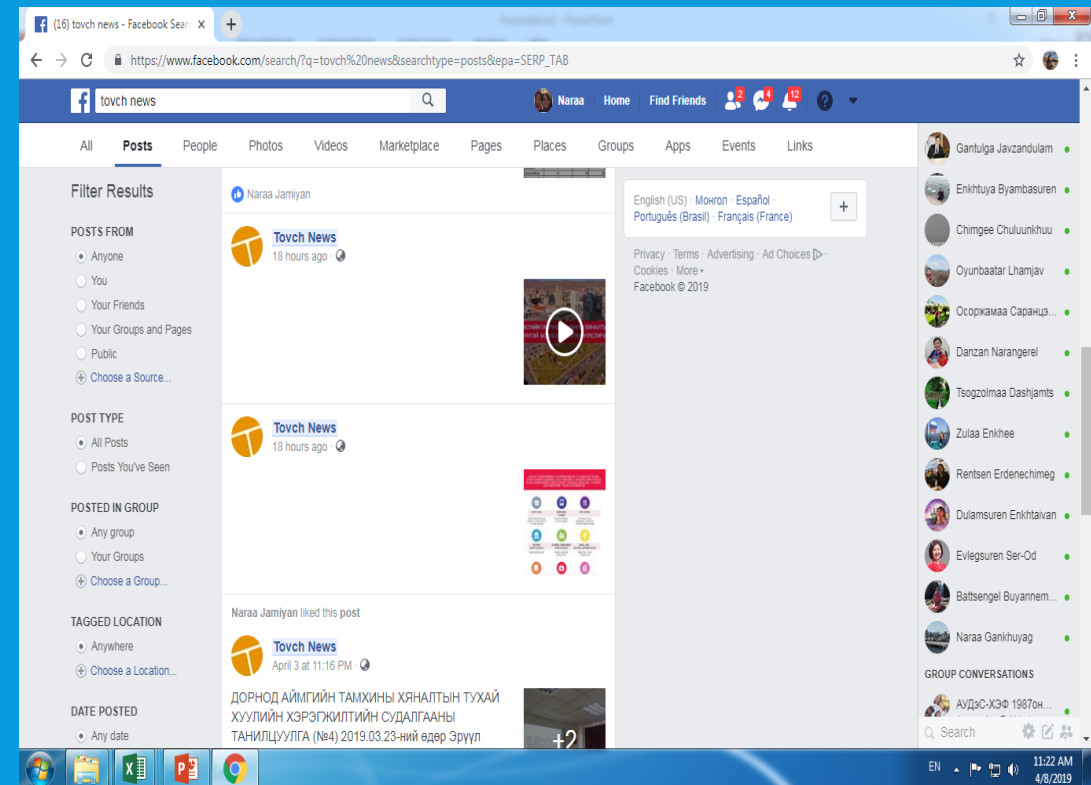 (16) tovch news - Facebook Sear
https://www.facebook.com/search/?q=tovch%20news&searchtype=posts&epa=SERP_TAB
tovch news
Naraa Home Find Friends 2 4 12
All Posts People Photos Videos Marketplace Pages Places Groups Apps Events Links
Filter Results
POSTS FROM
Anyone
You
Your Friends
Your Groups and Pages
Public
Choose a Source...
POST TYPE
All Posts
Posts You've Seen
POSTED IN GROUP
Any group
Your Groups
Choose a Group...
TAGGED LOCATION
Anywhere
Choose a Location...
DATE POSTED
Any date
Naraa Jamiyan
Tovch News
18 hours ago
Tovch News
18 hours ago
Naraa Jamiyan liked this post
Tovch News
April 3 at 11:16 PM
ДОРНОД АЙМГИЙН ТАМХИНЫ ХЯНАЛТЫН ТУХАЙ
ХУУЛИЙН ХЭРЭГЖИЛТИЙН СУДАЛГААНЫ
ТАНИЛЦУУЛГА (№4) 2019.03.23-ний өдөр Эрүүл
+2
English (US) · Монгол · Español ·
Português (Brasil) · Français (France)
Privacy · Terms · Advertising · Ad Choices ·
Cookies · More
Facebook © 2019
Gantulga Javzandulam
Enkhtuya Byambasuren
Chimgee Chuluunkhuu
Oyunbaatar Lhamjav
Осоржамаа Саранцэ...
Danzan Narangerel
Tsogzolmaa Dashjamts
Zulaa Enkhee
Rentsen Erdenechimeg
Dulamsuren Enkhtaivan
Evlegsuren Ser-Od
Battsengel Buyannem...
Naraa Gankhuyag
GROUP CONVERSATIONS
АУДэС-ХЭФ 1987он...
Search
EN
11:22 AM
4/8/2019